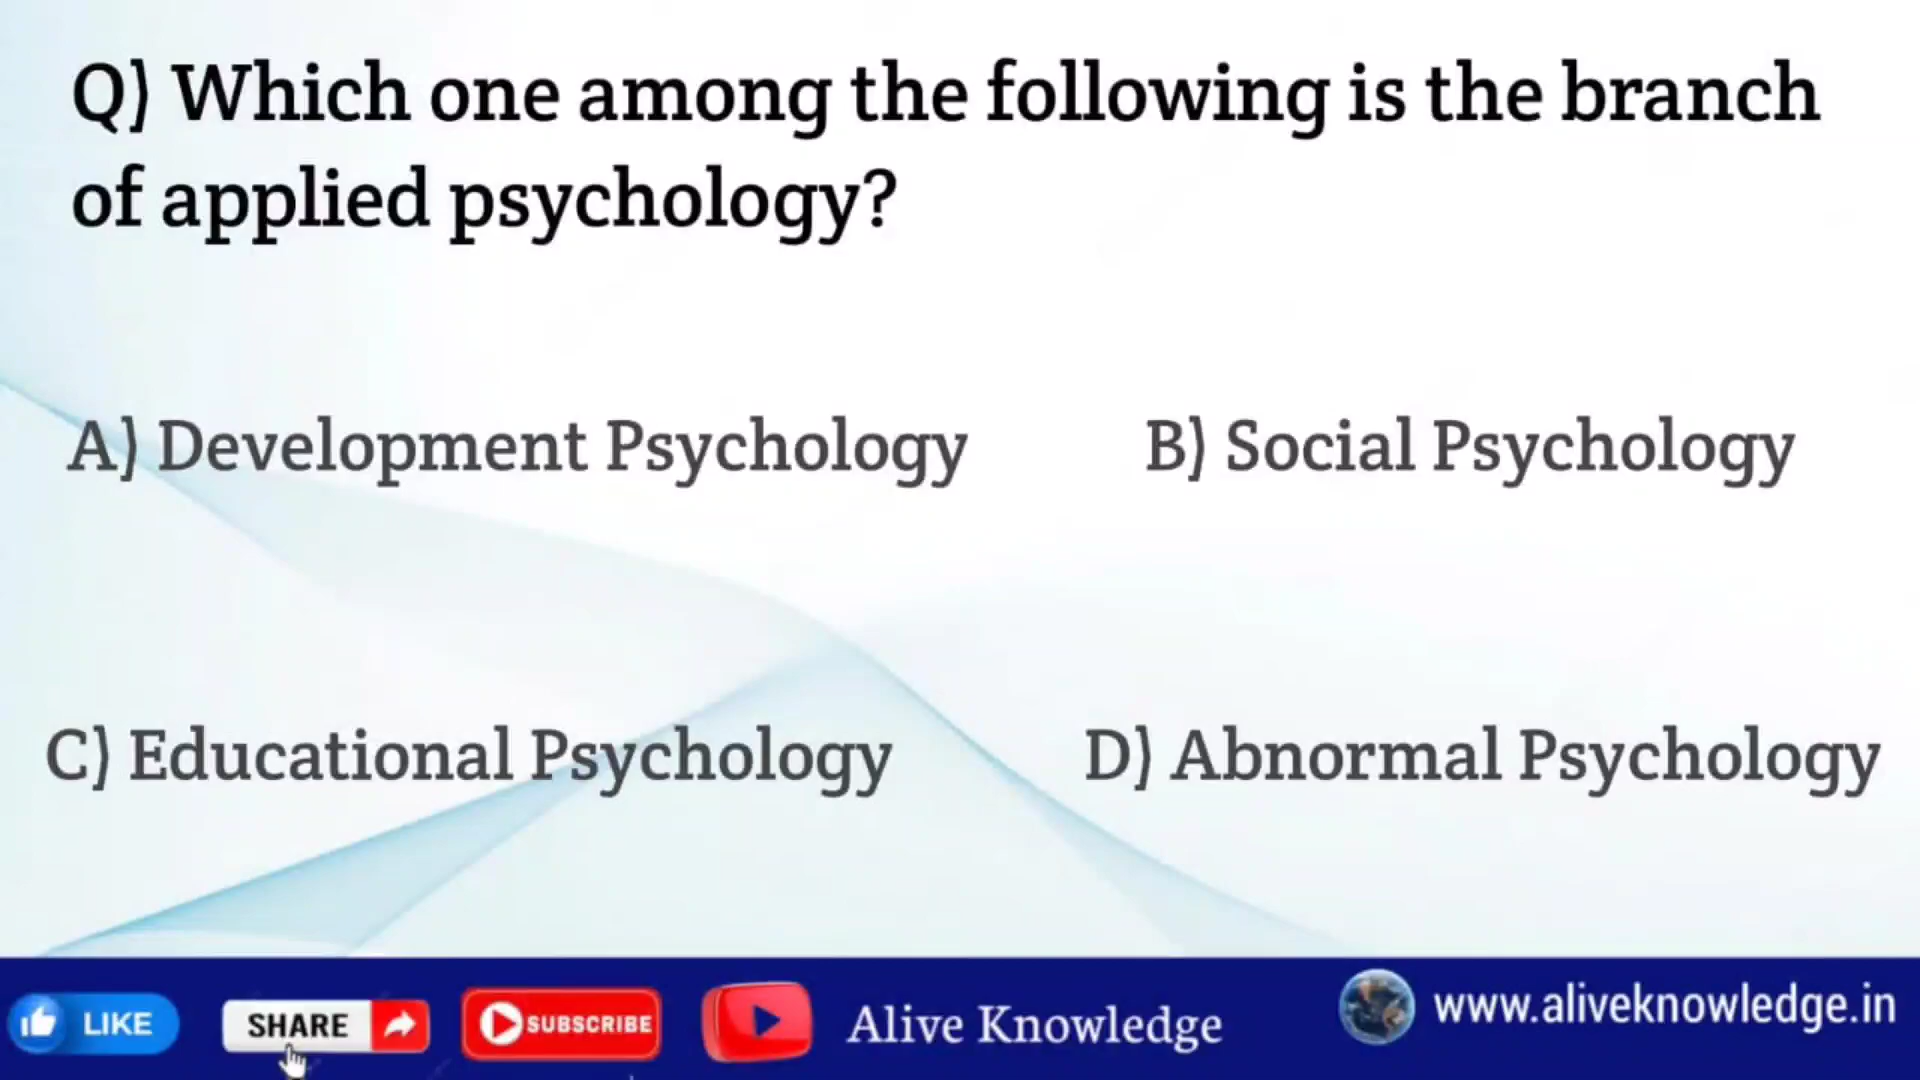 Q) Which one among the following is the branch
of applied psychology?
A) Development Psychology
B) Social Psychology
C) Educational Psychology
D) Abnormal Psychology
LIKE
SHARE
SUBSCRIBE
Alive Knowledge
www.aliveknowledge.in